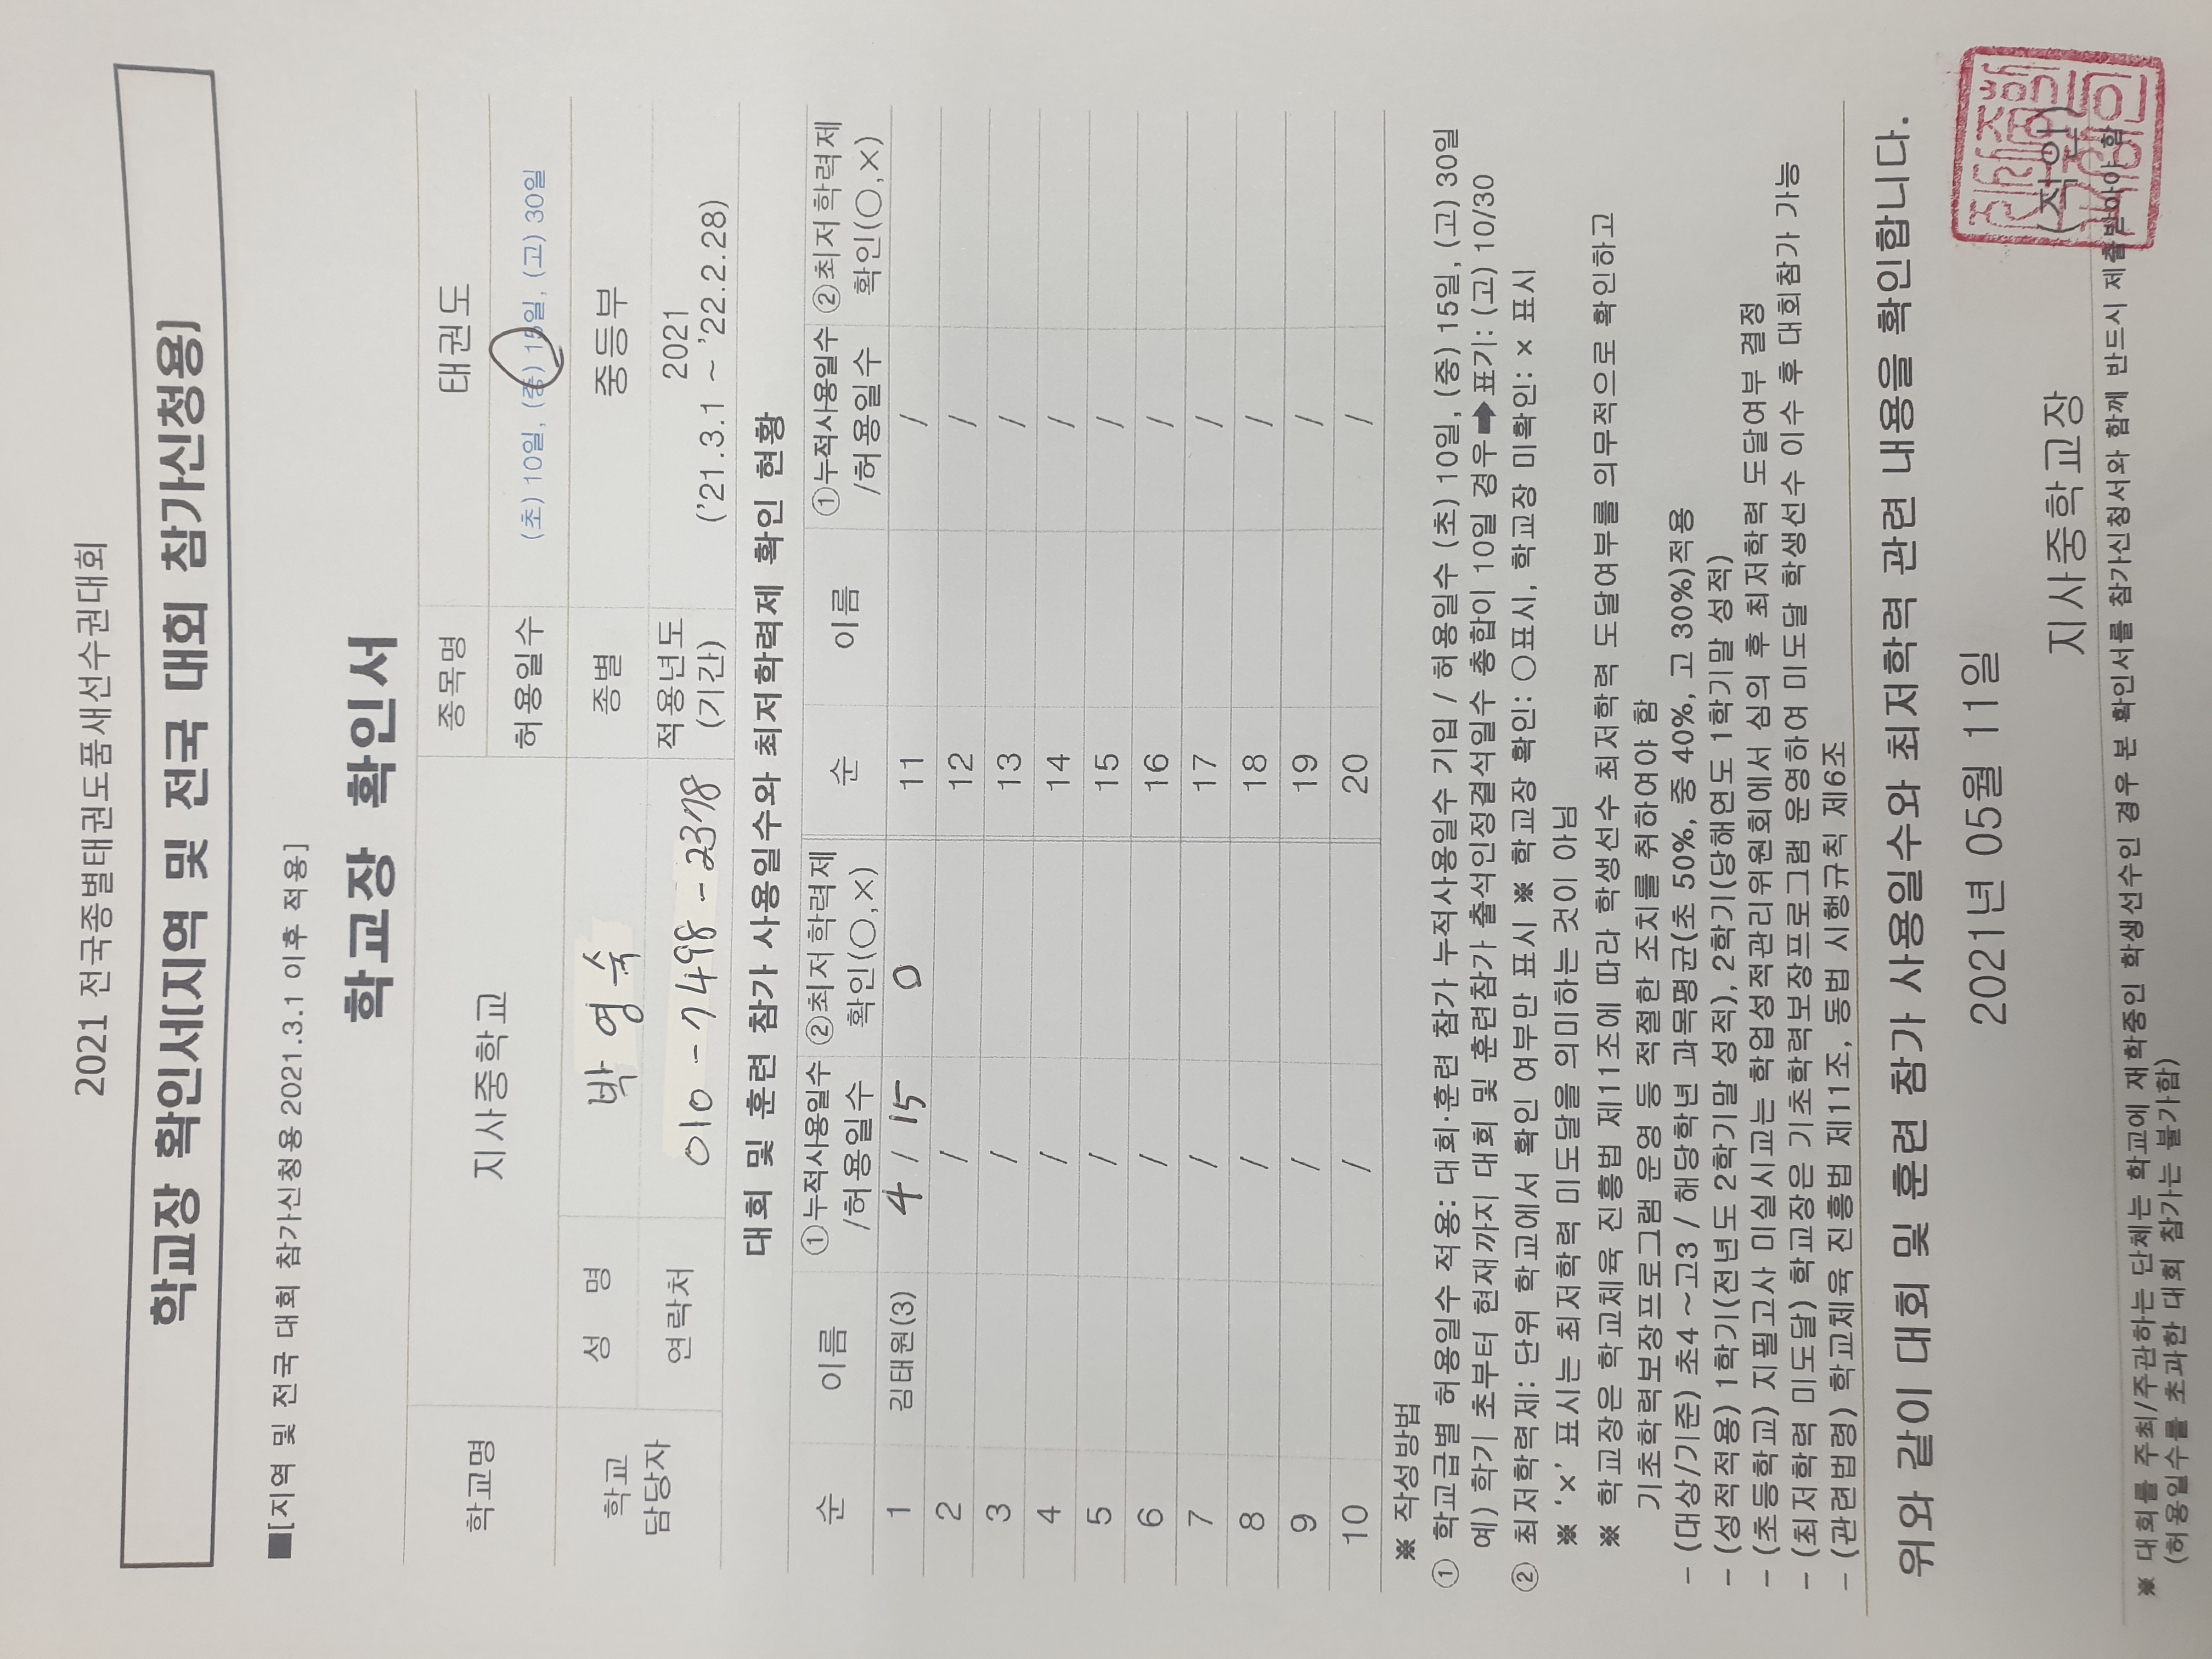 2021 전국종별태권도품새선수권대회
학교장 확인서[지역 및 전국 대회 참가신청용]
■[지역 및 전국 대회 참가신청용 2021.3.1 이후 적용]
학교장 확인서
학교명 지사중학교 종목명 태권도
허용일수 (초) 10일, (중) 15일, (고) 30일
학교 담당자 성 명 박영숙 종별 중등부
연락처 010-7498-2378 적용년도 (기간) 2021 ('21.3.1 ~ '22.2.28)
대회 및 훈련 참가 사용일수와 최저학력제 확인 현황
순 이름 ①누적사용일수 /허용일수 ②최저학력제 확인(○,×) 순 이름 ①누적사용일수 /허용일수 ②최저학력제 확인(○,×)
1 김태원(3) 4 / 15 0 11 /
2 / 12 /
3 / 13 /
4 / 14 /
5 / 15 /
6 / 16 /
7 / 17 /
8 / 18 /
9 / 19 /
10 / 20 /
※ 작성방법
① 학교급별 허용일수 적용: 대회·훈련 참가 누적사용일수 기입 / 허용일수 (초) 10일, (중) 15일, (고) 30일
예) 학기 초부터 현재까지 대회 및 훈련참가 출석인정결석일수 총합이 10일 경우 ➡ 표기: (고) 10/30
② 최저학력제: 단위 학교에서 확인 여부만 표시 ※ 학교장 확인: ○표시, 학교장 미확인: × 표시
※ '×' 표시는 최저학력 미도달을 의미하는 것이 아님
※ 학교장은 학교체육 진흥법 제11조에 따라 학생선수 최저학력 도달여부를 의무적으로 확인하고
기초학력보장프로그램 운영 등 적절한 조치를 취하여야 함
- (대상/기준) 초4 ~고3 / 해당학년 과목평균(초 50%, 중 40%, 고 30%)적용
- (성적적용) 1학기(전년도 2학기말 성적), 2학기(당해연도 1학기말 성적)
- (초등학교) 지필고사 미실시교는 학업성적관리위원회에서 심의 후 최저학력 도달여부 결정
- (최저학력 미도달) 학교장은 기초학력보장프로그램 운영하여 미도달 학생선수 이수 후 대회참가 가능
- (관련법령) 학교체육 진흥법 제11조, 동법 시행규칙 제6조
위와 같이 대회 및 훈련 참가 사용일수와 최저학력 관련 내용을 확인합니다.
2021년 05월 11일
지사중학교장 (직인)
※ 대회를 주최/주관하는 단체는 학교에 재학중인 학생선수인 경우 본 확인서를 참가신청서와 함께 반드시 제출받아야 함
(허용일수를 초과한 대회 참가는 불가함)